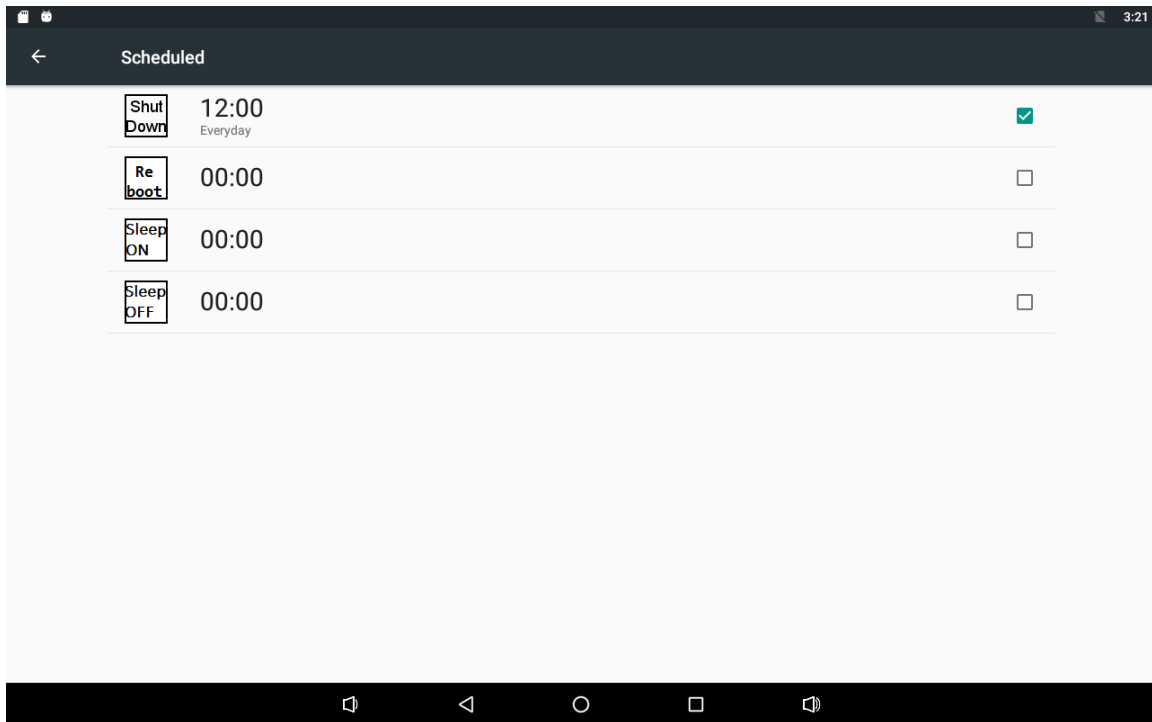 3:21
Scheduled
Shut
Down
12:00
Everyday
Re
boot
00:00
Sleep
ON
00:00
Sleep
OFF
00:00